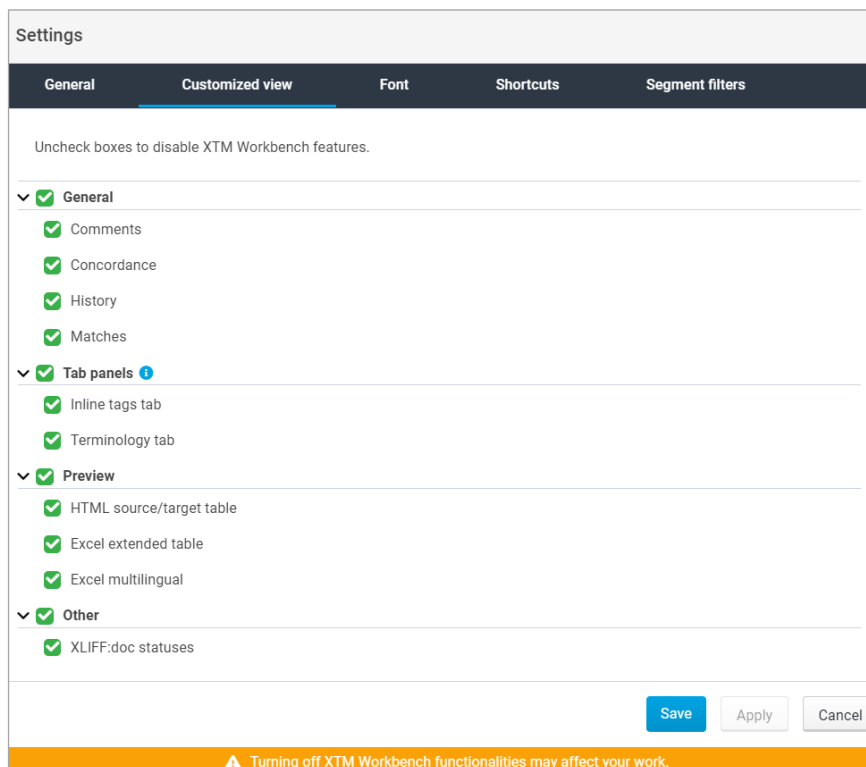 Settings
General Customized view Font Shortcuts Segment filters
Uncheck boxes to disable XTM Workbench features.
General
Comments
Concordance
History
Matches
Tab panels
Inline tags tab
Terminology tab
Preview
HTML source/target table
Excel extended table
Excel multilingual
Other
XLIFF:doc statuses
Save Apply Cancel
Turning off XTM Workbench functionalities may affect your work.